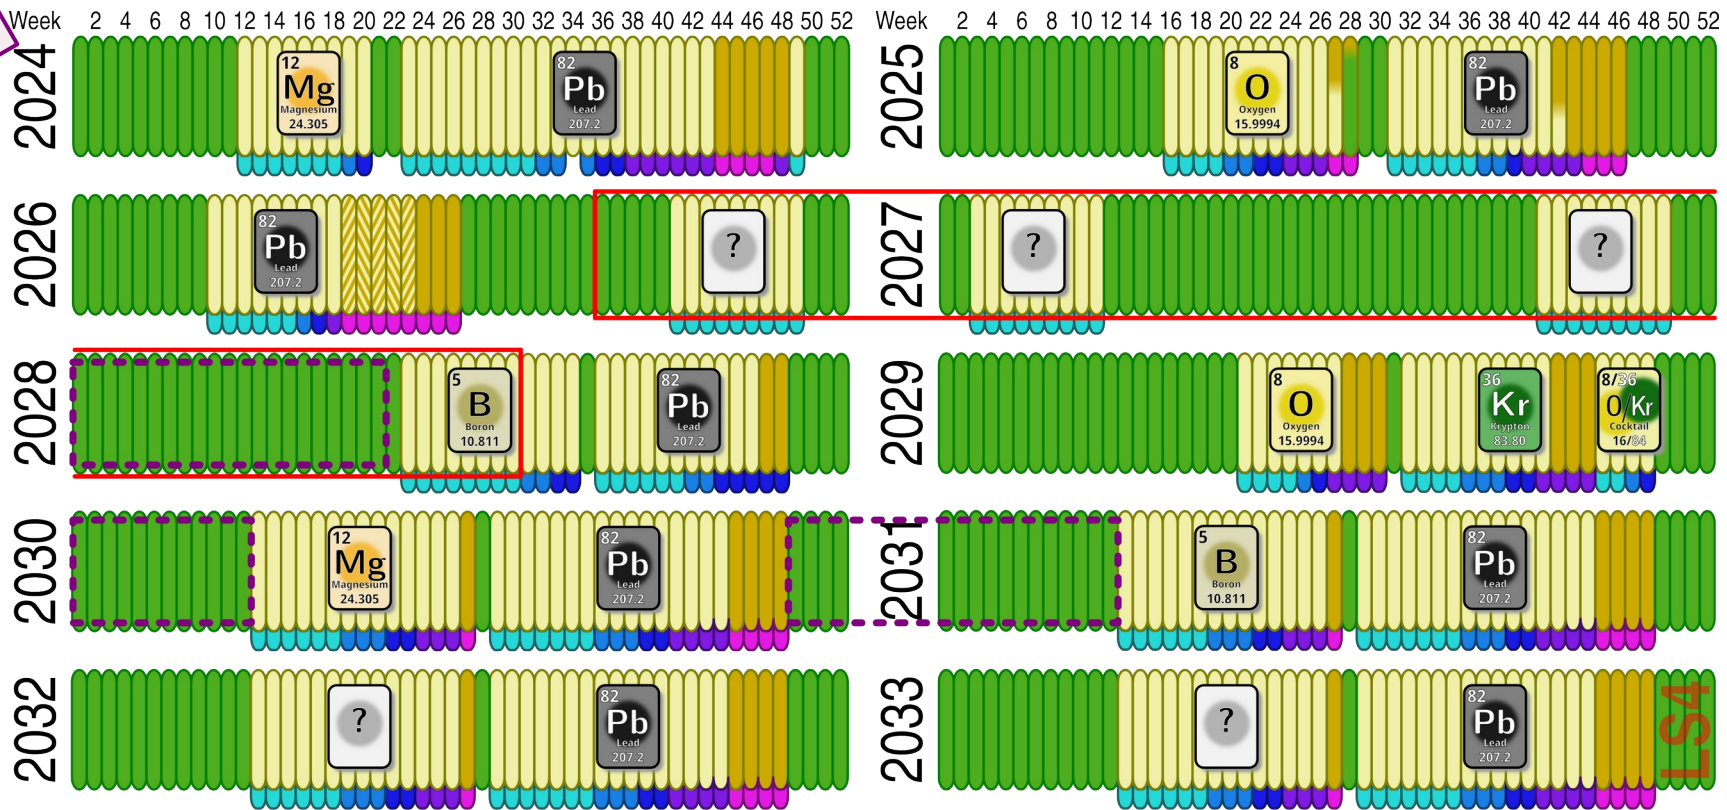 Week 2 4 6 8 10 12 14 16 18 20 22 24 26 28 30 32 34 36 38 40 42 44 46 48 50 52
Week 2 4 6 8 10 12 14 16 18 20 22 24 26 28 30 32 34 36 38 40 42 44 46 48 50 52
2024
12
Mg
Magnesium
24.305
82
Pb
Lead
207.2
2025
8
O
Oxygen
15.9994
82
Pb
Lead
207.2
2026
82
Pb
Lead
207.2
?
2027
?
?
2028
5
B
Boron
10.811
82
Pb
Lead
207.2
2029
8
O
Oxygen
15.9994
36
Kr
Krypton
83.80
8/36
O/Kr
Cocktail
16/84
2030
12
Mg
Magnesium
24.305
82
Pb
Lead
207.2
2031
5
B
Boron
10.811
82
Pb
Lead
207.2
2032
?
82
Pb
Lead
207.2
2033
?
82
Pb
Lead
207.2
LS4